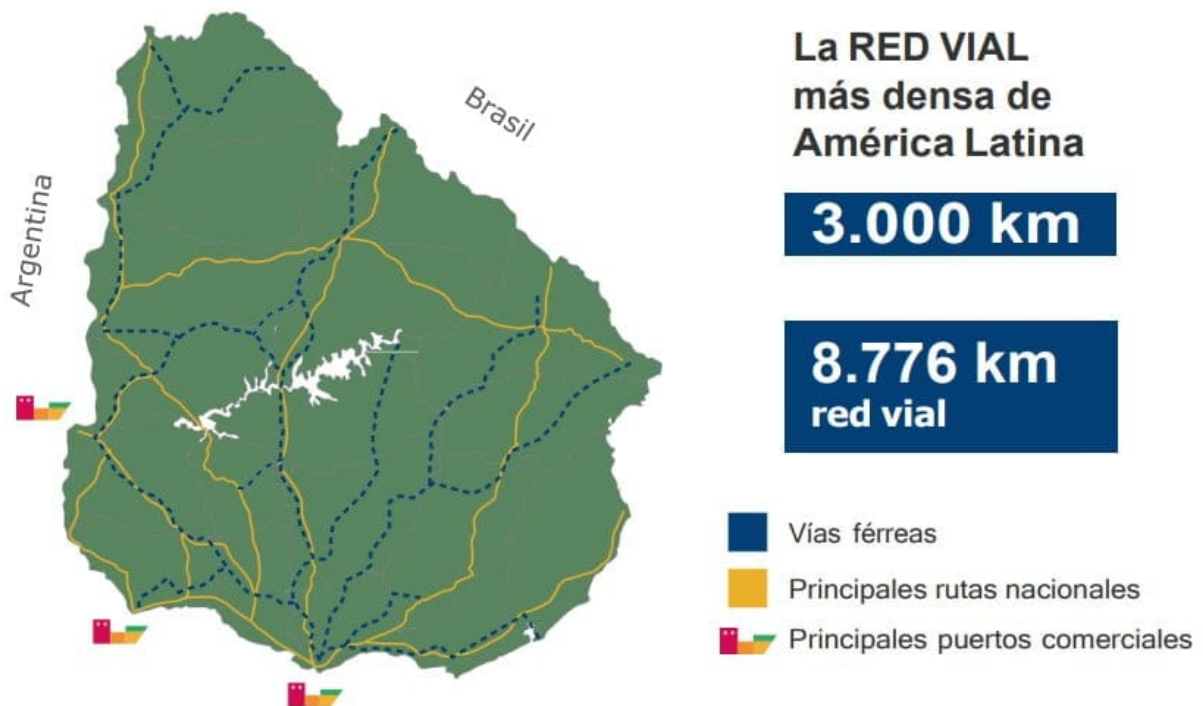 Brasil
Argentina
La RED VIAL
más densa de
América Latina
3.000 km
8.776 km
red vial
Vías férreas
Principales rutas nacionales
Principales puertos comerciales